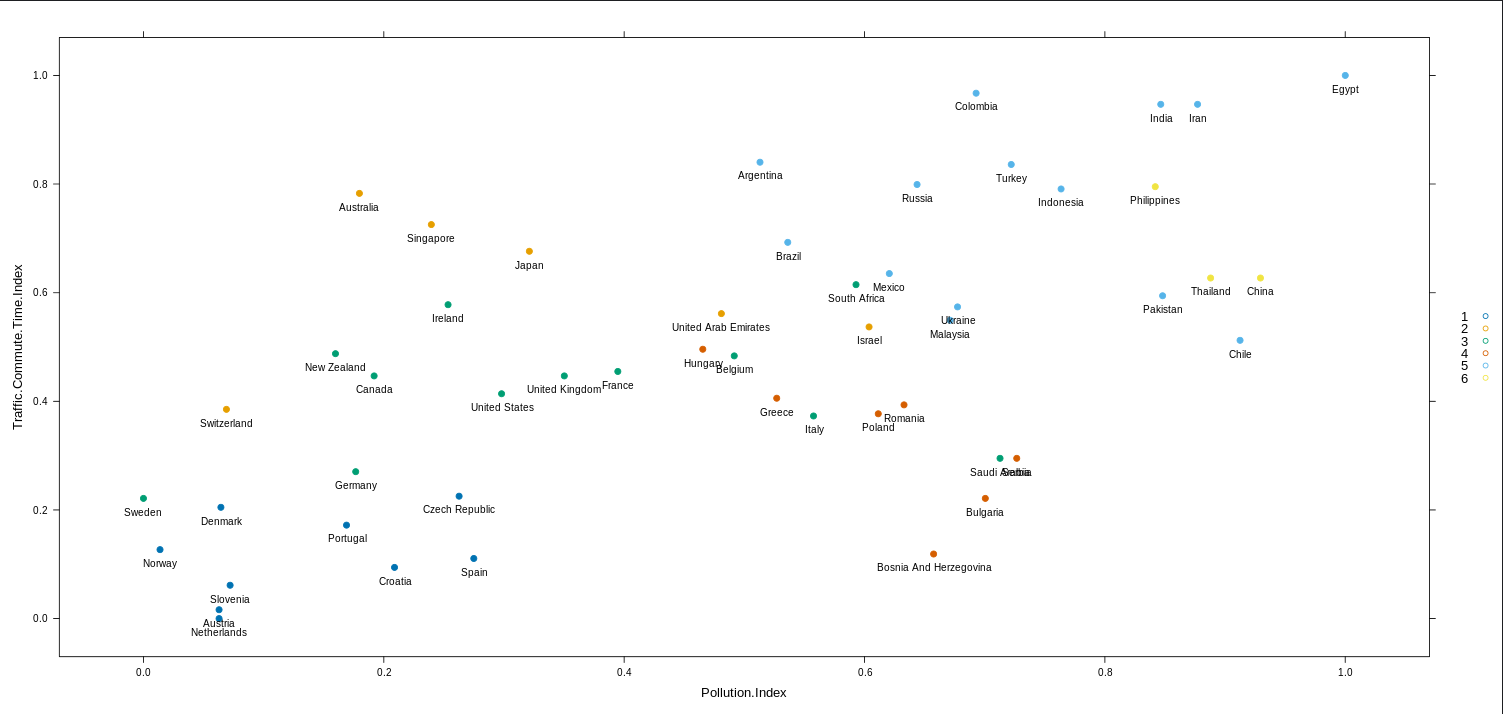 1.0
Egypt
Colombia
India
Iran
Argentina
Turkey
0.8
Russia
Indonesia
Philippines
Australia
Singapore
Brazil
Japan
Mexico
South Africa
Thailand
China
0.6
Pakistan
Ireland
United Arab Emirates
Ukraine
Malaysia
Israel
Chile
New Zealand
Hungary
Belgium
Canada
United Kingdom
France
United States
0.4
Greece
Romania
Poland
Italy
Switzerland
Saudi Arabia
Serbia
Germany
Czech Republic
Sweden
Denmark
0.2
Bulgaria
Portugal
Norway
Bosnia And Herzegovina
Spain
Croatia
Slovenia
0.0
Austria
Netherlands
0.0
0.2
0.4
0.6
0.8
1.0
Pollution.Index
Traffic.Commute.Time.Index
1
2
3
4
5
6